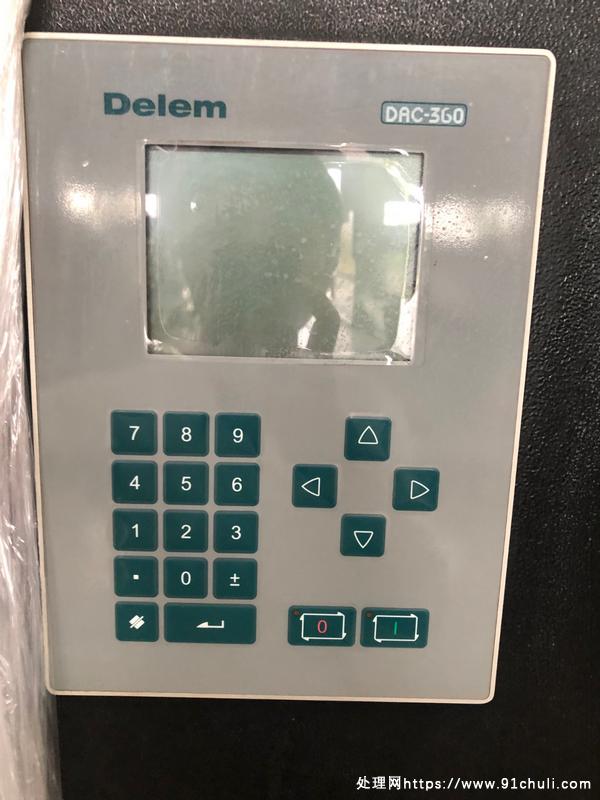 Delem
DAC-360
7 8 9
4 5 6
1 2 3
. 0 ±
0 I
处理网https://www.91chuli.com